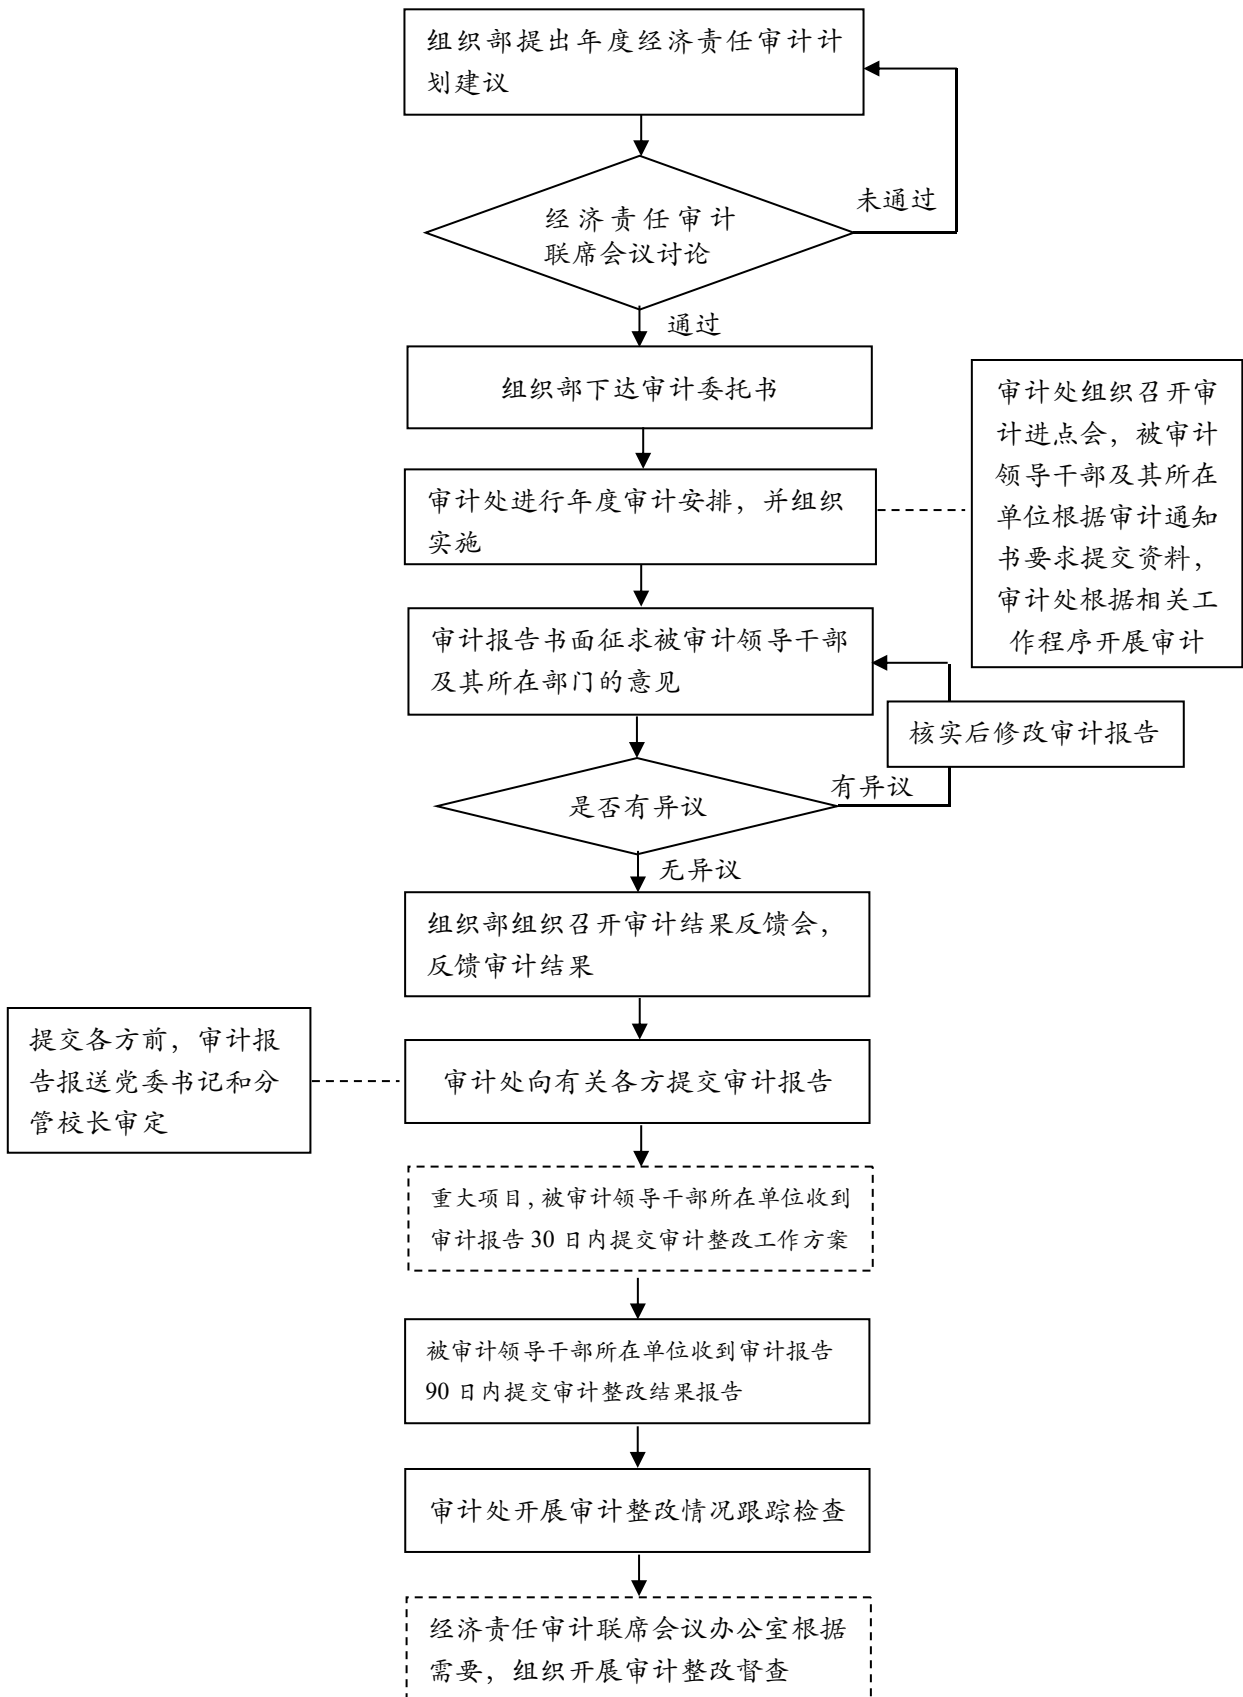 组织部提出年度经济责任审计计
划建议
未通过
经济责任审计
联席会议讨论
通过
组织部下达审计委托书
审计处组织召开审
计进点会，被审计
领导干部及其所在
单位根据审计通知
书要求提交资料，
审计处根据相关工
作程序开展审计
审计处进行年度审计安排，并组织
实施
审计报告书面征求被审计领导干部
及其所在部门的意见
核实后修改审计报告
有异议
是否有异议
无异议
组织部组织召开审计结果反馈会，
反馈审计结果
提交各方前，审计报
告报送党委书记和分
管校长审定
审计处向有关各方提交审计报告
重大项目，被审计领导干部所在单位收到
审计报告 30 日内提交审计整改工作方案
被审计领导干部所在单位收到审计报告
90 日内提交审计整改结果报告
审计处开展审计整改情况跟踪检查
经济责任审计联席会议办公室根据
需要，组织开展审计整改督查